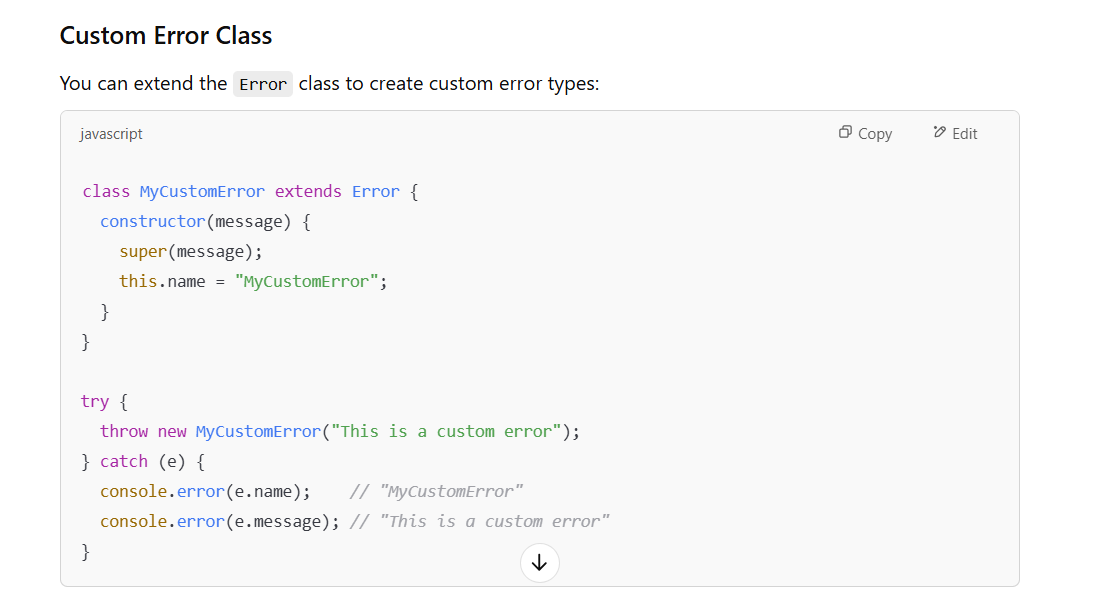 Custom Error Class
You can extend the Error class to create custom error types:
javascript
Copy
Edit
class MyCustomError extends Error {
  constructor(message) {
    super(message);
    this.name = "MyCustomError";
  }
}
try {
  throw new MyCustomError("This is a custom error");
} catch (e) {
  console.error(e.name);    // "MyCustomError"
  console.error(e.message); // "This is a custom error"
}